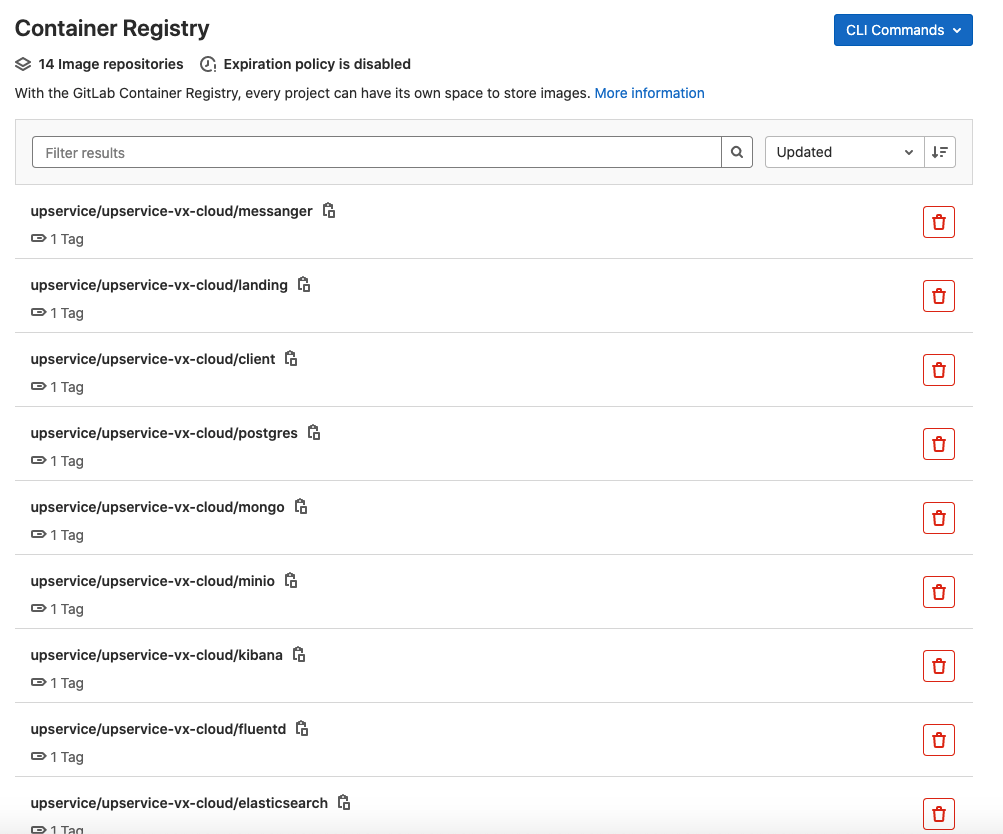 Container Registry
CLI Commands
14 Image repositories Expiration policy is disabled
With the GitLab Container Registry, every project can have its own space to store images. More information
Filter results
Updated
upservice/upservice-vx-cloud/messanger
1 Tag
upservice/upservice-vx-cloud/landing
1 Tag
upservice/upservice-vx-cloud/client
1 Tag
upservice/upservice-vx-cloud/postgres
1 Tag
upservice/upservice-vx-cloud/mongo
1 Tag
upservice/upservice-vx-cloud/minio
1 Tag
upservice/upservice-vx-cloud/kibana
1 Tag
upservice/upservice-vx-cloud/fluentd
1 Tag
upservice/upservice-vx-cloud/elasticsearch
1 Tag